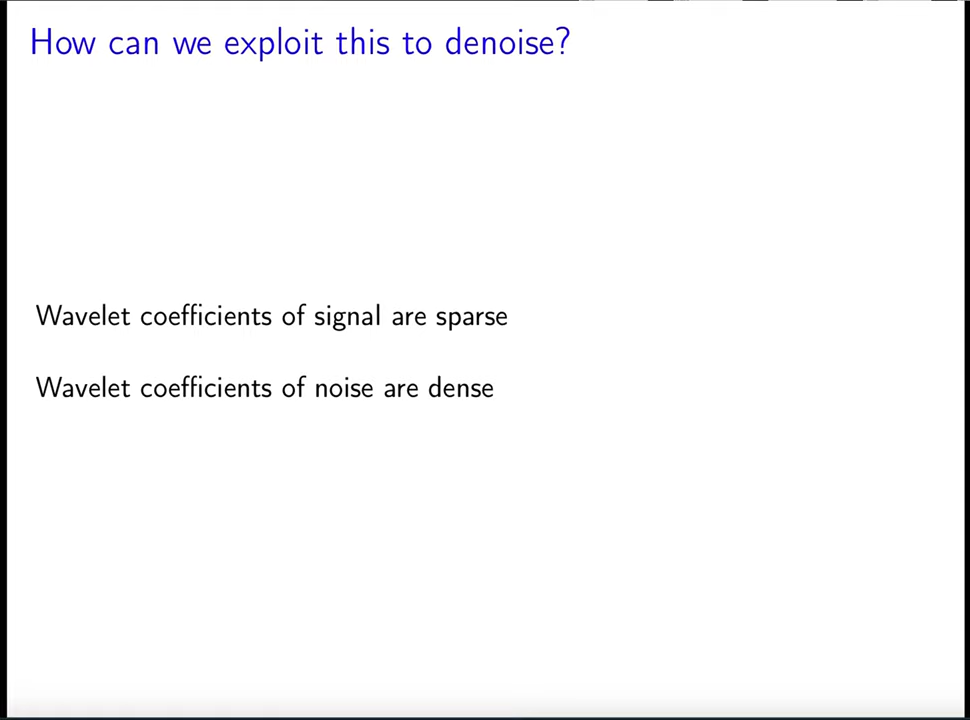 How can we exploit this to denoise?
Wavelet coefficients of signal are sparse
Wavelet coefficients of noise are dense